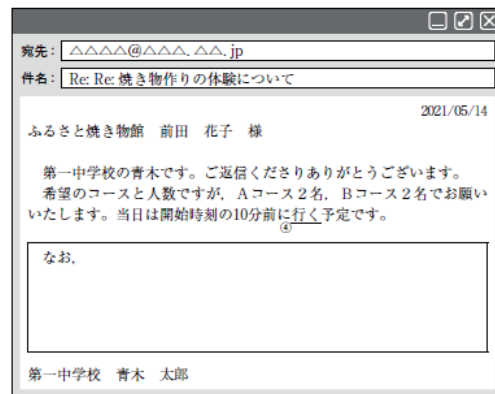 宛先： △△△△@△△△.△△.jp
件名： Re: Re: 焼き物作りの体験について
2021/05/14
ふるさと焼き物館　前田　花子　様
第一中学校の青木です。ご返信くださりありがとうございます。
希望のコースと人数ですが，Ａコース２名，Ｂコース２名でお願い
いたします。当日は開始時刻の10分前に行く予定です。
④
なお，
第一中学校　青木　太郎